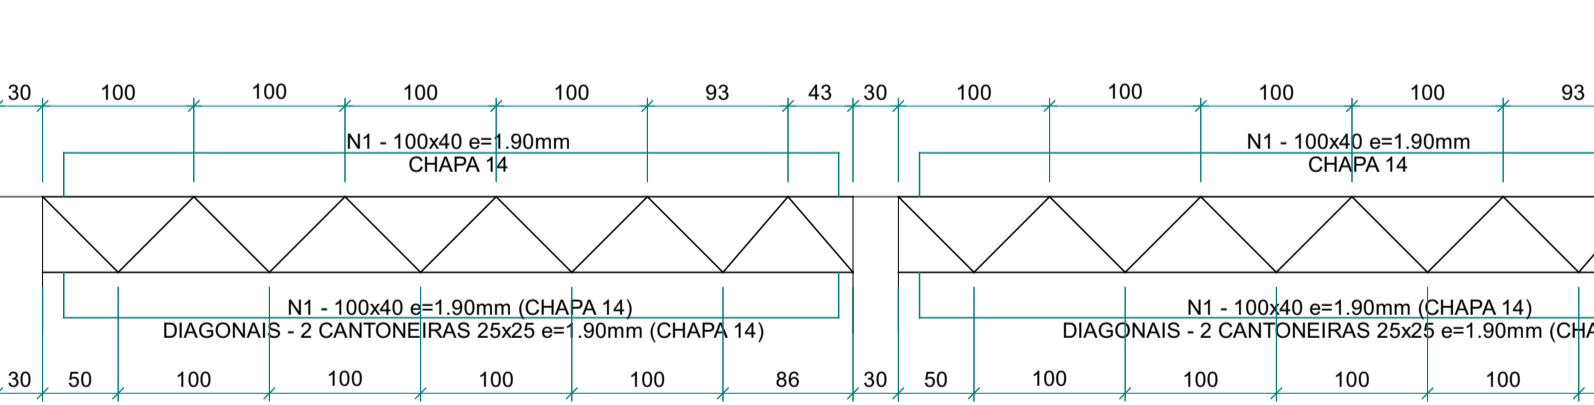 30 100 100 100 100 93 43 30 100 100 100 100 93
N1 - 100x40 e=1.90mm
CHAPA 14
N1 - 100x40 e=1.90mm
CHAPA 14
N1 - 100x40 e=1.90mm (CHAPA 14)
DIAGONAIS - 2 CANTONEIRAS 25x25 e=1.90mm (CHAPA 14)
N1 - 100x40 e=1.90mm (CHAPA 14)
DIAGONAIS - 2 CANTONEIRAS 25x25 e=1.90mm (CHA
30 50 100 100 100 100 86 30 50 100 100 100 100